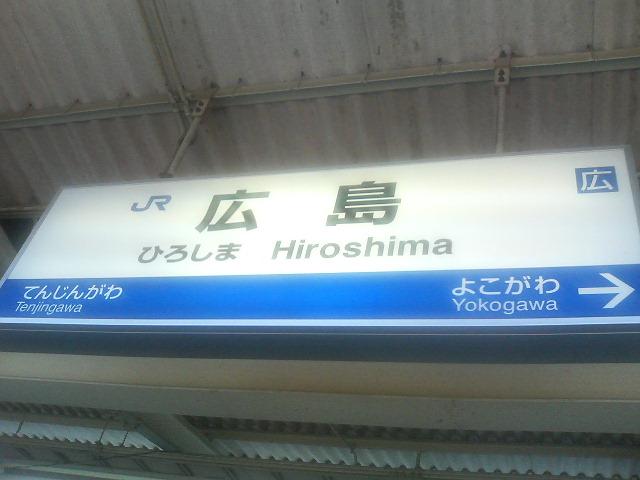 JR 広島 広
ひろしま Hiroshima
てんじんがわ よこがわ
Tenjingawa Yokogawa